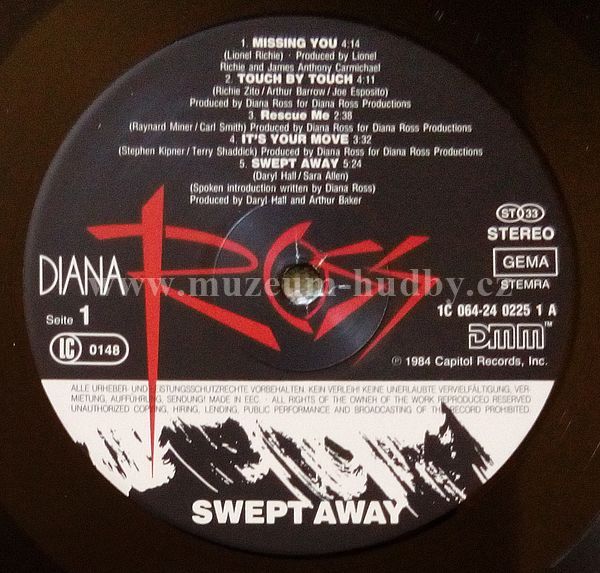 1. MISSING YOU 4:14
(Lionel Richie) · Produced by Lionel
Richie and James Anthony Carmichael
2. TOUCH BY TOUCH 4:11
(Richie Zito/Arthur Barrow/Joe Esposito)
Produced by Diana Ross for Diana Ross Productions
3. Rescue Me 2:38
(Raynard Miner/Carl Smith) Produced by Diana Ross for Diana Ross Productions
4. IT'S YOUR MOVE 3:32
(Stephen Kipner/Terry Shaddick) Produced by Diana Ross for Diana Ross Productions
5. SWEPT AWAY 5:24
(Daryl Hall/Sara Allen)
(Spoken introduction written by Diana Ross)
Produced by Daryl Hall and Arthur Baker
DIANA ROSS
www.muzeum-hudby.cz
Seite 1
LC 0148
ST 33
STEREO
GEMA
STEMRA
1C 064-24 0225 1 A
DMM™
℗ 1984 Capitol Records, Inc.
ALLE URHEBER- UND LEISTUNGSSCHUTZRECHTE VORBEHALTEN. KEIN VERLEIH! KEINE UNERLAUBTE VERVIELFÄLTIGUNG, VER-
MIETUNG, AUFFÜHRUNG, SENDUNG! MADE IN EEC. · ALL RIGHTS OF THE OWNER OF THE WORK REPRODUCED RESERVED
UNAUTHORIZED COPYING, HIRING, LENDING, PUBLIC PERFORMANCE AND BROADCASTING OF THE RECORD PROHIBITED.
SWEPT AWAY